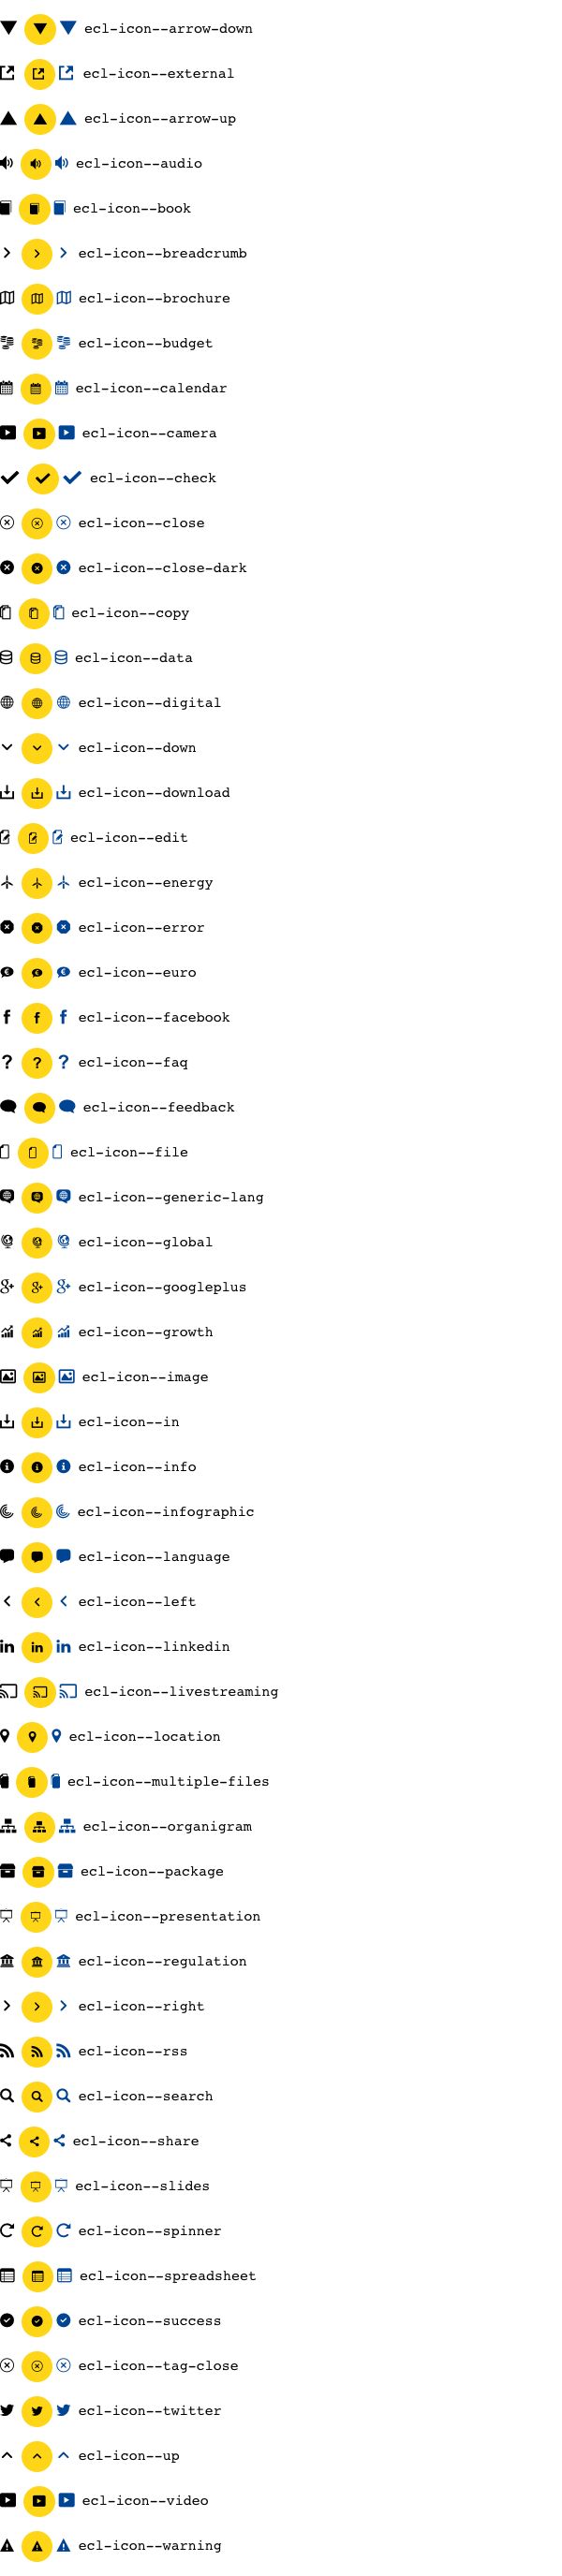 ecl-icon--arrow-down
ecl-icon--external
ecl-icon--arrow-up
ecl-icon--audio
ecl-icon--book
ecl-icon--breadcrumb
ecl-icon--brochure
ecl-icon--budget
ecl-icon--calendar
ecl-icon--camera
ecl-icon--check
ecl-icon--close
ecl-icon--close-dark
ecl-icon--copy
ecl-icon--data
ecl-icon--digital
ecl-icon--down
ecl-icon--download
ecl-icon--edit
ecl-icon--energy
ecl-icon--error
ecl-icon--euro
ecl-icon--facebook
ecl-icon--faq
ecl-icon--feedback
ecl-icon--file
ecl-icon--generic-lang
ecl-icon--global
ecl-icon--googleplus
ecl-icon--growth
ecl-icon--image
ecl-icon--in
ecl-icon--info
ecl-icon--infographic
ecl-icon--language
ecl-icon--left
ecl-icon--linkedin
ecl-icon--livestreaming
ecl-icon--location
ecl-icon--multiple-files
ecl-icon--organigram
ecl-icon--package
ecl-icon--presentation
ecl-icon--regulation
ecl-icon--right
ecl-icon--rss
ecl-icon--search
ecl-icon--share
ecl-icon--slides
ecl-icon--spinner
ecl-icon--spreadsheet
ecl-icon--success
ecl-icon--tag-close
ecl-icon--twitter
ecl-icon--up
ecl-icon--video
ecl-icon--warning